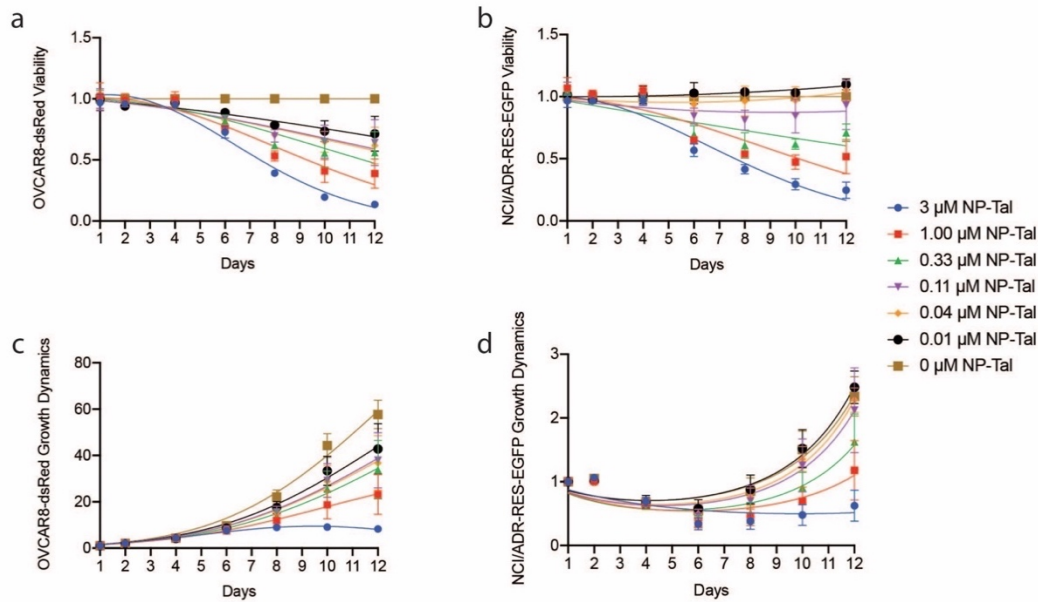 a
OVCAR8-dsRed Viability
1.5
1.0
0.5
0.0
1 2 3 4 5 6 7 8 9 10 11 12
Days
b
NCI/ADR-RES-EGFP Viability
1.5
1.0
0.5
0.0
1 2 3 4 5 6 7 8 9 10 11 12
Days
3 µM NP-Tal
1.00 µM NP-Tal
0.33 µM NP-Tal
0.11 µM NP-Tal
0.04 µM NP-Tal
0.01 µM NP-Tal
0 µM NP-Tal
c
OVCAR8-dsRed Growth Dynamics
80
60
40
20
0
1 2 3 4 5 6 7 8 9 10 11 12
Days
d
NCI/ADR-RES-EGFP Growth Dynamics
3
2
1
0
1 2 3 4 5 6 7 8 9 10 11 12
Days